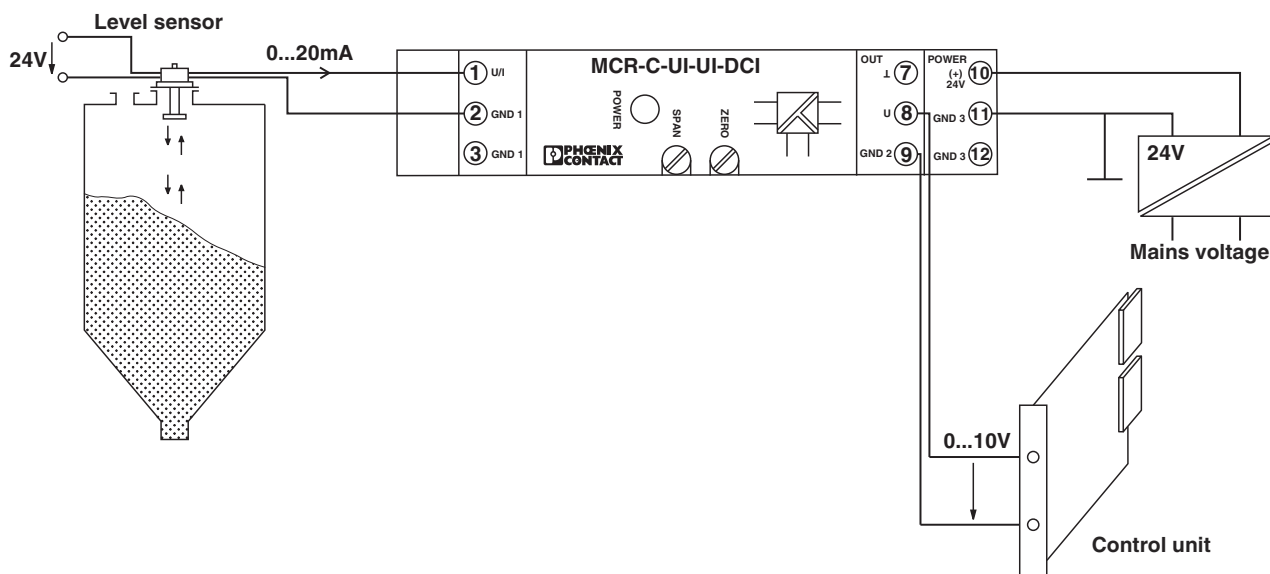 Level sensor
24V
0...20mA
1 U/I
2 GND 1
3 GND 1
MCR-C-UI-UI-DCI
POWER
SPAN
ZERO
PHŒNIX
CONTACT
OUT
⊥ 7
U 8
GND 2 9
POWER
(+) 10
24V
GND 3 11
GND 3 12
24V
Mains voltage
0...10V
Control unit